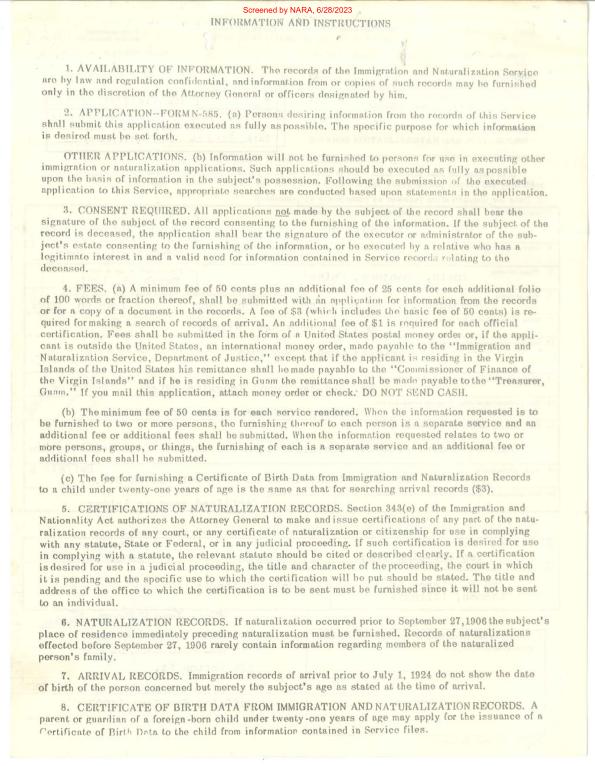 Screened by NARA, 6/28/2023
INFORMATION AND INSTRUCTIONS
1. AVAILABILITY OF INFORMATION. The records of the Immigration and Naturalization Service
are by law and regulation confidential, and information from or copies of such records may be furnished
only in the discretion of the Attorney General or officers designated by him.
2. APPLICATION--FORM N-585. (a) Persons desiring information from the records of this Service
shall submit this application executed as fully as possible. The specific purpose for which information
is desired must be set forth.
OTHER APPLICATIONS. (b) Information will not be furnished to persons for use in executing other
immigration or naturalization applications. Such applications should be executed as fully as possible
upon the basis of information in the subject's possession. Following the submission of the executed
application to this Service, appropriate searches are conducted based upon statements in the application.
3. CONSENT REQUIRED. All applications not made by the subject of the record shall bear the
signature of the subject of the record consenting to the furnishing of the information. If the subject of the
record is deceased, the application shall bear the signature of the executor or administrator of the sub-
ject's estate consenting to the furnishing of the information, or be executed by a relative who has a
legitimate interest in and a valid need for information contained in Service records relating to the
deceased.
4. FEES. (a) A minimum fee of 50 cents plus an additional fee of 25 cents for each additional folio
of 100 words or fraction thereof, shall be submitted with an application for information from the records
or for a copy of a document in the records. A fee of $3 (which includes the basic fee of 50 cents) is re-
quired for making a search of records of arrival. An additional fee of $1 is required for each official
certification. Fees shall be submitted in the form of a United States postal money order or, if the appli-
cant is outside the United States, an international money order, made payable to the "Immigration and
Naturalization Service, Department of Justice," except that if the applicant is residing in the Virgin
Islands of the United States his remittance shall be made payable to the "Commissioner of Finance of
the Virgin Islands" and if he is residing in Guam the remittance shall be made payable to the "Treasurer,
Guam." If you mail this application, attach money order or check. DO NOT SEND CASH.
(b) The minimum fee of 50 cents is for each service rendered. When the information requested is to
be furnished to two or more persons, the furnishing thereof to each person is a separate service and an
additional fee or additional fees shall be submitted. When the information requested relates to two or
more persons, groups, or things, the furnishing of each is a separate service and an additional fee or
additional fees shall be submitted.
(c) The fee for furnishing a Certificate of Birth Data from Immigration and Naturalization Records
to a child under twenty-one years of age is the same as that for searching arrival records ($3).
5. CERTIFICATIONS OF NATURALIZATION RECORDS. Section 343(e) of the Immigration and
Nationality Act authorizes the Attorney General to make and issue certifications of any part of the natu-
ralization records of any court, or any certificate of naturalization or citizenship for use in complying
with any statute, State or Federal, or in any judicial proceeding. If such certification is desired for use
in complying with a statute, the relevant statute should be cited or described clearly. If a certification
is desired for use in a judicial proceeding, the title and character of the proceeding, the court in which
it is pending and the specific use to which the certification will be put should be stated. The title and
address of the office to which the certification is to be sent must be furnished since it will not be sent
to an individual.
6. NATURALIZATION RECORDS. If naturalization occurred prior to September 27, 1906 the subject's
place of residence immediately preceding naturalization must be furnished. Records of naturalizations
effected before September 27, 1906 rarely contain information regarding members of the naturalized
person's family.
7. ARRIVAL RECORDS. Immigration records of arrival prior to July 1, 1924 do not show the date
of birth of the person concerned but merely the subject's age as stated at the time of arrival.
8. CERTIFICATE OF BIRTH DATA FROM IMMIGRATION AND NATURALIZATION RECORDS. A
parent or guardian of a foreign-born child under twenty-one years of age may apply for the issuance of a
Certificate of Birth Data to the child from information contained in Service files.